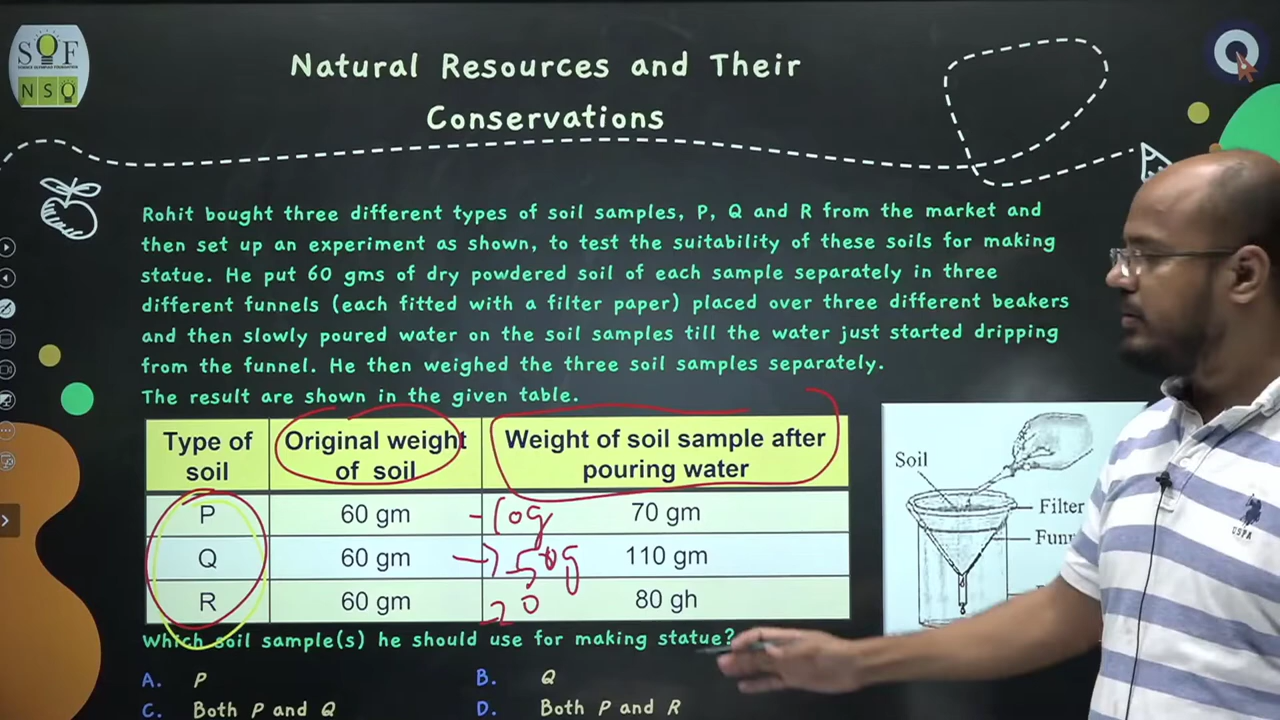 SOF
SCIENCE OLYMPIAD FOUNDATION
NSO
Natural Resources and Their
Conservations
Rohit bought three different types of soil samples, P, Q and R from the market and
then set up an experiment as shown, to test the suitability of these soils for making
statue. He put 60 gms of dry powdered soil of each sample separately in three
different funnels (each fitted with a filter paper) placed over three different beakers
and then slowly poured water on the soil samples till the water just started dripping
from the funnel. He then weighed the three soil samples separately.
The result are shown in the given table.
Type of soil Original weight of soil Weight of soil sample after pouring water
P 60 gm 10g 70 gm
Q 60 gm 50g 110 gm
R 60 gm 20 80 gh
Soil
Filter
Funn
USPA
Which soil sample(s) he should use for making statue?
A. P B. Q
C. Both P and Q D. Both P and R